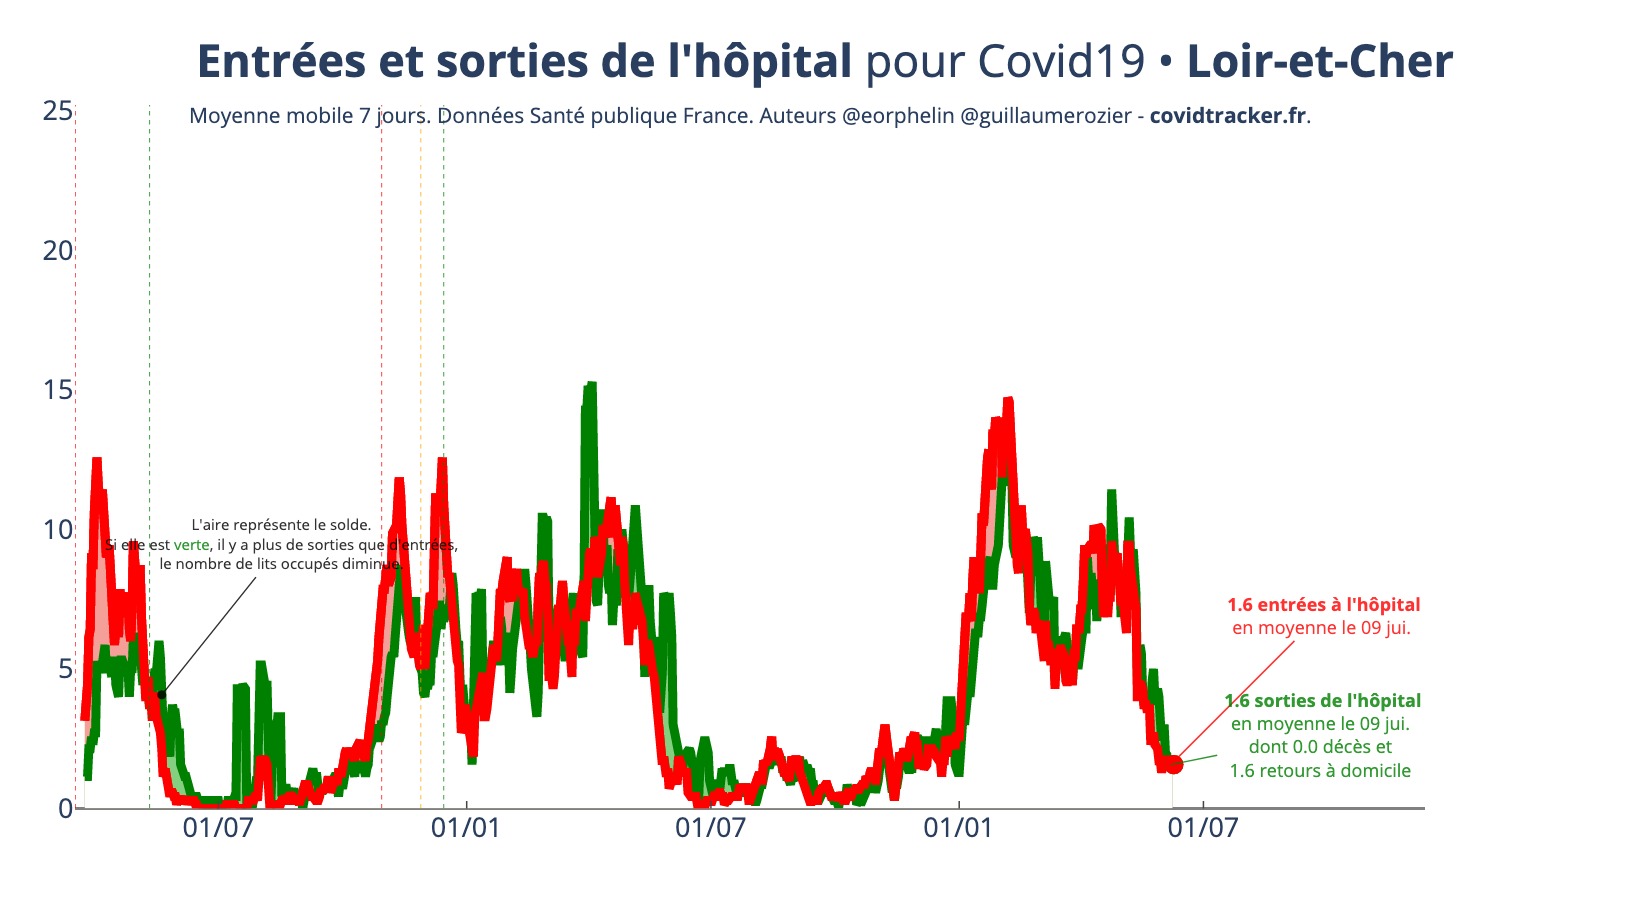 Entrées et sorties de l'hôpital pour Covid19 • Loir-et-Cher
Moyenne mobile 7 jours. Données Santé publique France. Auteurs @eorphelin @guillaumerozier - covidtracker.fr.
25
20
15
10
5
0
L'aire représente le solde.
Si elle est verte, il y a plus de sorties que d'entrées,
le nombre de lits occupés diminue.
1.6 entrées à l'hôpital
en moyenne le 09 jui.
1.6 sorties de l'hôpital
en moyenne le 09 jui.
dont 0.0 décès et
1.6 retours à domicile
01/07
01/01
01/07
01/01
01/07